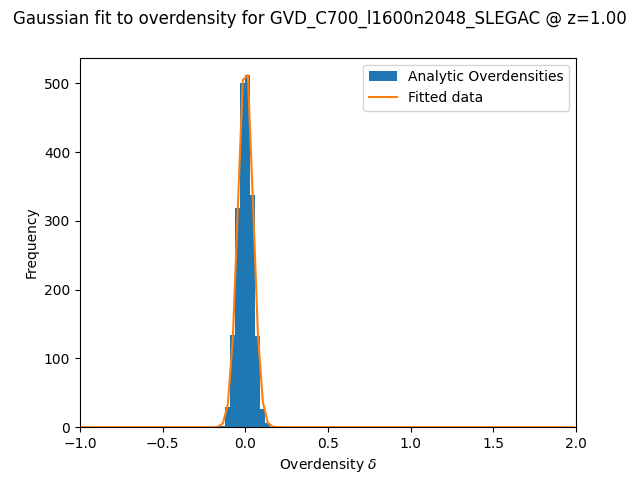 Gaussian fit to overdensity for GVD_C700_l1600n2048_SLEGAC @ z=1.00
Analytic Overdensities
Fitted data
Frequency
500
400
300
200
100
0
−1.0 −0.5 0.0 0.5 1.0 1.5 2.0
Overdensity δ